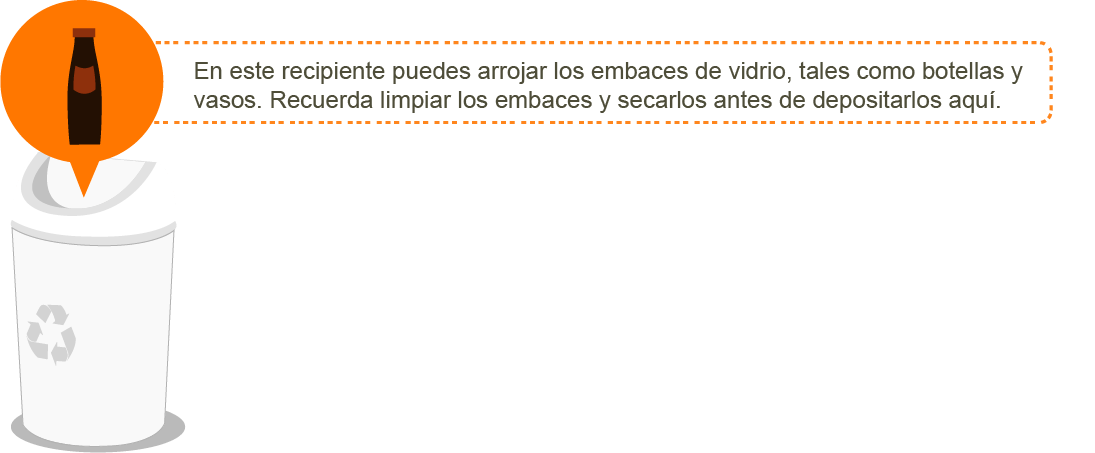 En este recipiente puedes arrojar los embaces de vidrio, tales como botellas y
vasos. Recuerda limpiar los embaces y secarlos antes de depositarlos aquí.